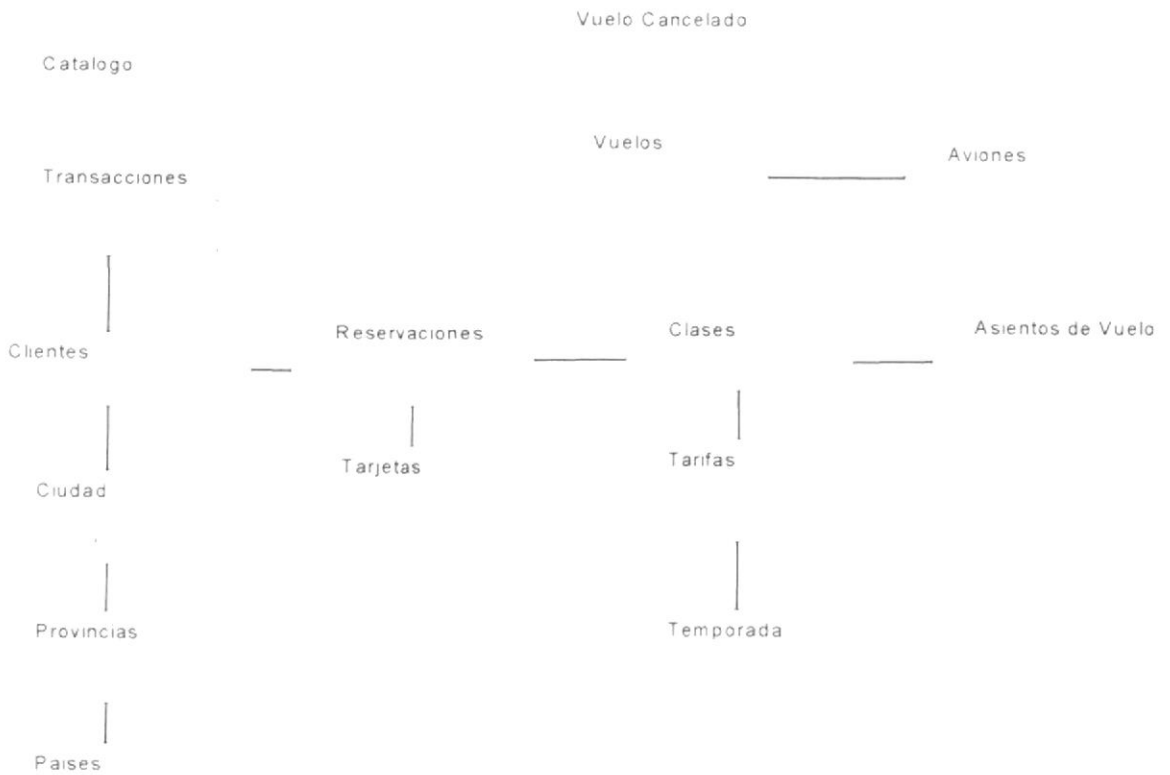 Vuelo Cancelado
Catalogo
Vuelos
Aviones
Transacciones
Reservaciones
Clases
Asientos de Vuelo
Clientes
Tarjetas
Tarifas
Ciudad
Provincias
Temporada
Paises